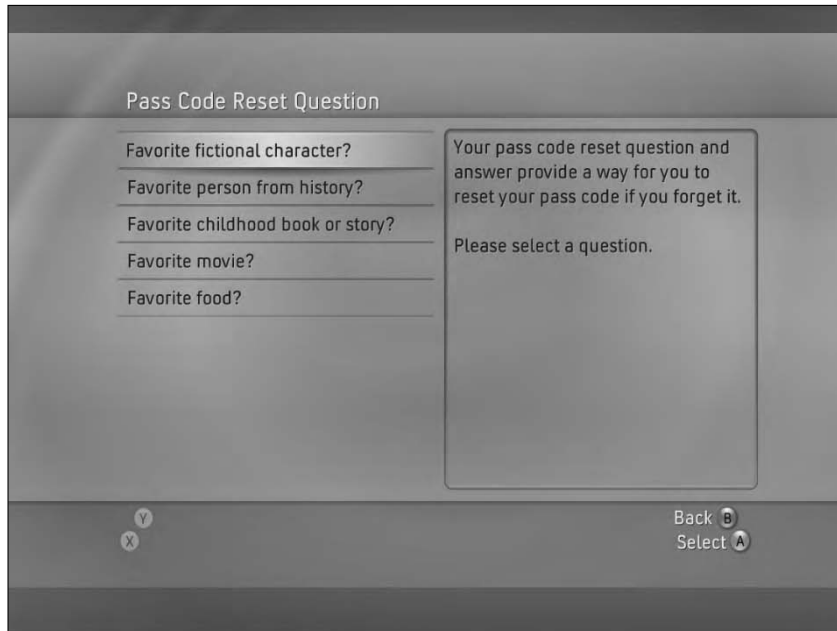 Pass Code Reset Question
Favorite fictional character?
Favorite person from history?
Favorite childhood book or story?
Favorite movie?
Favorite food?
Your pass code reset question and
answer provide a way for you to
reset your pass code if you forget it.
Please select a question.
Y
X
Back B
Select A